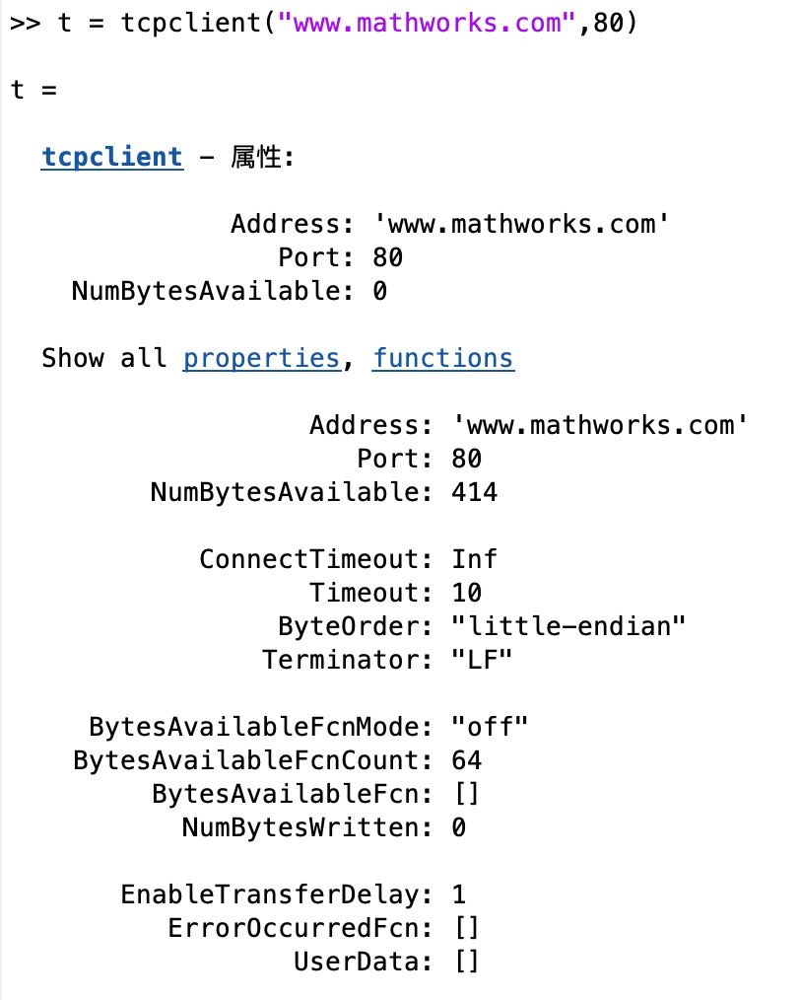 >> t = tcpclient("www.mathworks.com",80)
t =
tcpclient - 属性:
Address: 'www.mathworks.com'
Port: 80
NumBytesAvailable: 0
Show all properties, functions
Address: 'www.mathworks.com'
Port: 80
NumBytesAvailable: 414
ConnectTimeout: Inf
Timeout: 10
ByteOrder: "little-endian"
Terminator: "LF"
BytesAvailableFcnMode: "off"
BytesAvailableFcnCount: 64
BytesAvailableFcn: []
NumBytesWritten: 0
EnableTransferDelay: 1
ErrorOccurredFcn: []
UserData: []